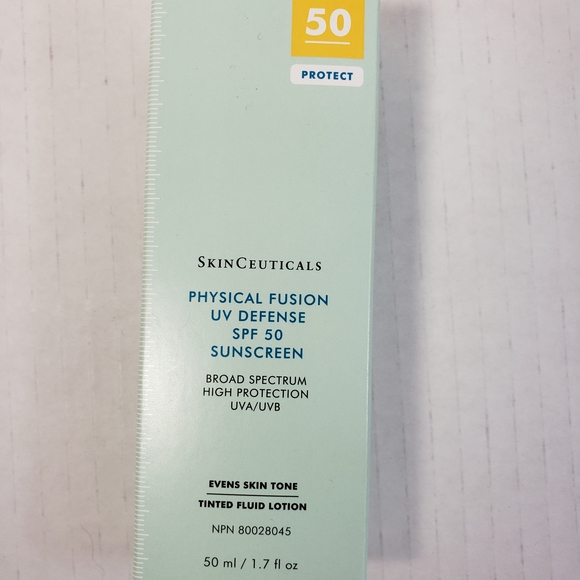 50
PROTECT
SKINCEUTICALS
PHYSICAL FUSION
UV DEFENSE
SPF 50
SUNSCREEN
BROAD SPECTRUM
HIGH PROTECTION
UVA/UVB
EVENS SKIN TONE
TINTED FLUID LOTION
NPN 80028045
50 ml / 1.7 fl oz